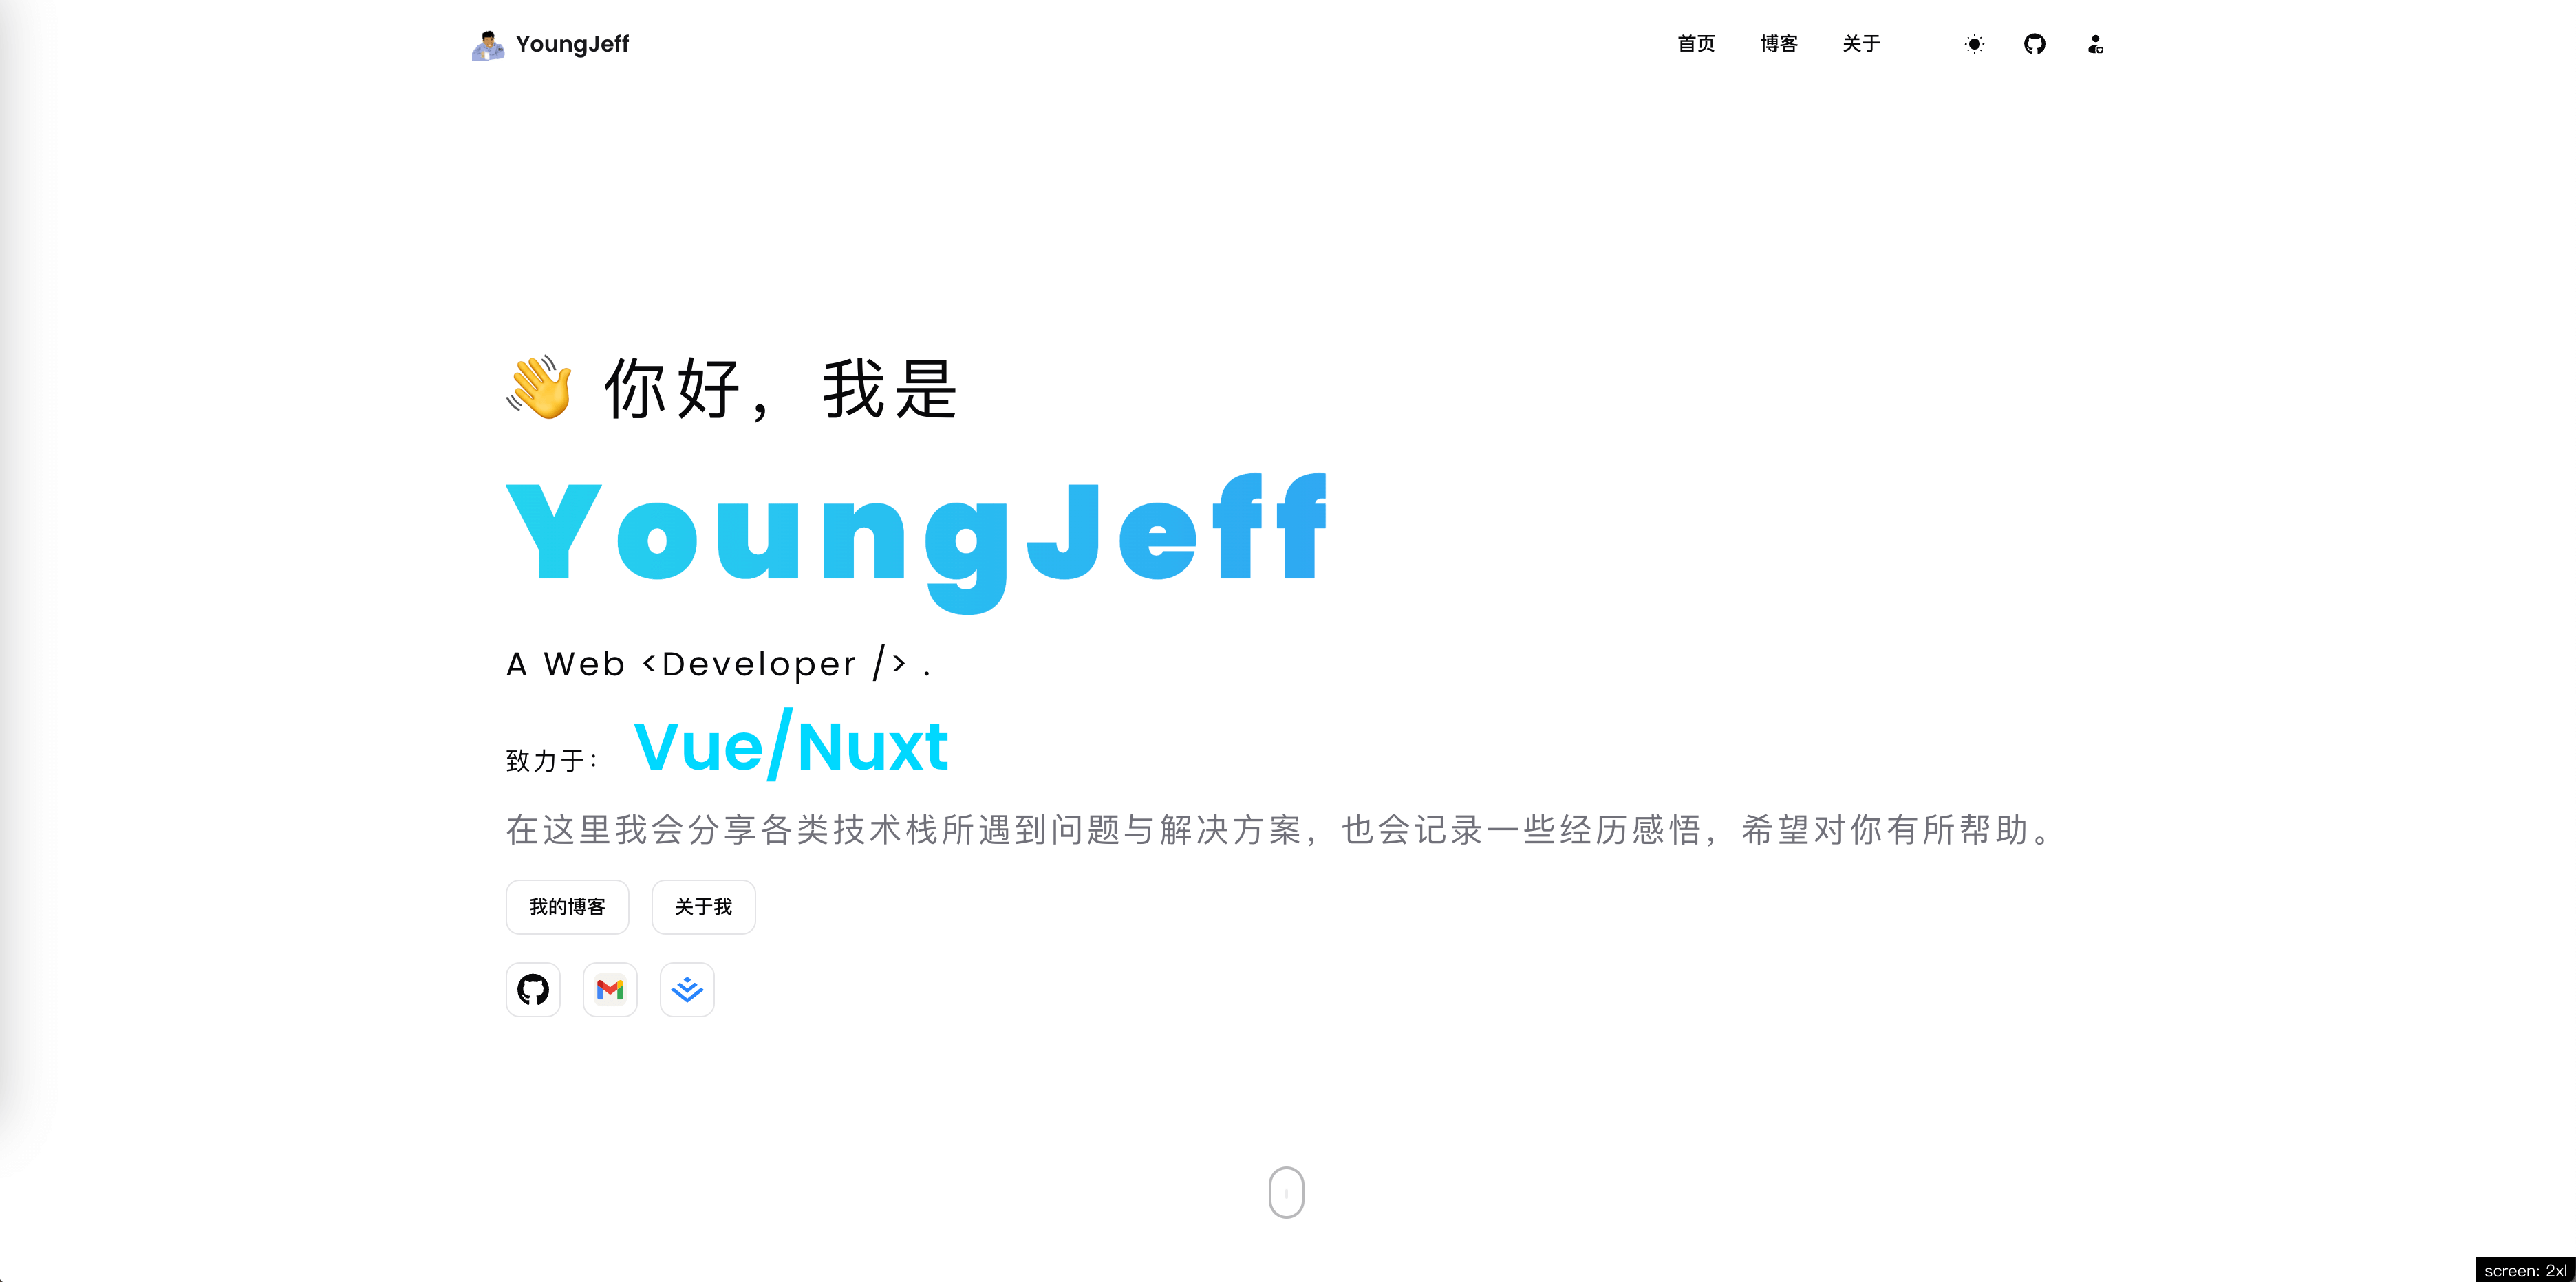 YoungJeff
首页 博客 关于
👋 你好，我是
YoungJeff
A Web <Developer /> .
致力于： Vue/Nuxt
在这里我会分享各类技术栈所遇到问题与解决方案，也会记录一些经历感悟，希望对你有所帮助。
我的博客 关于我
screen: 2xl